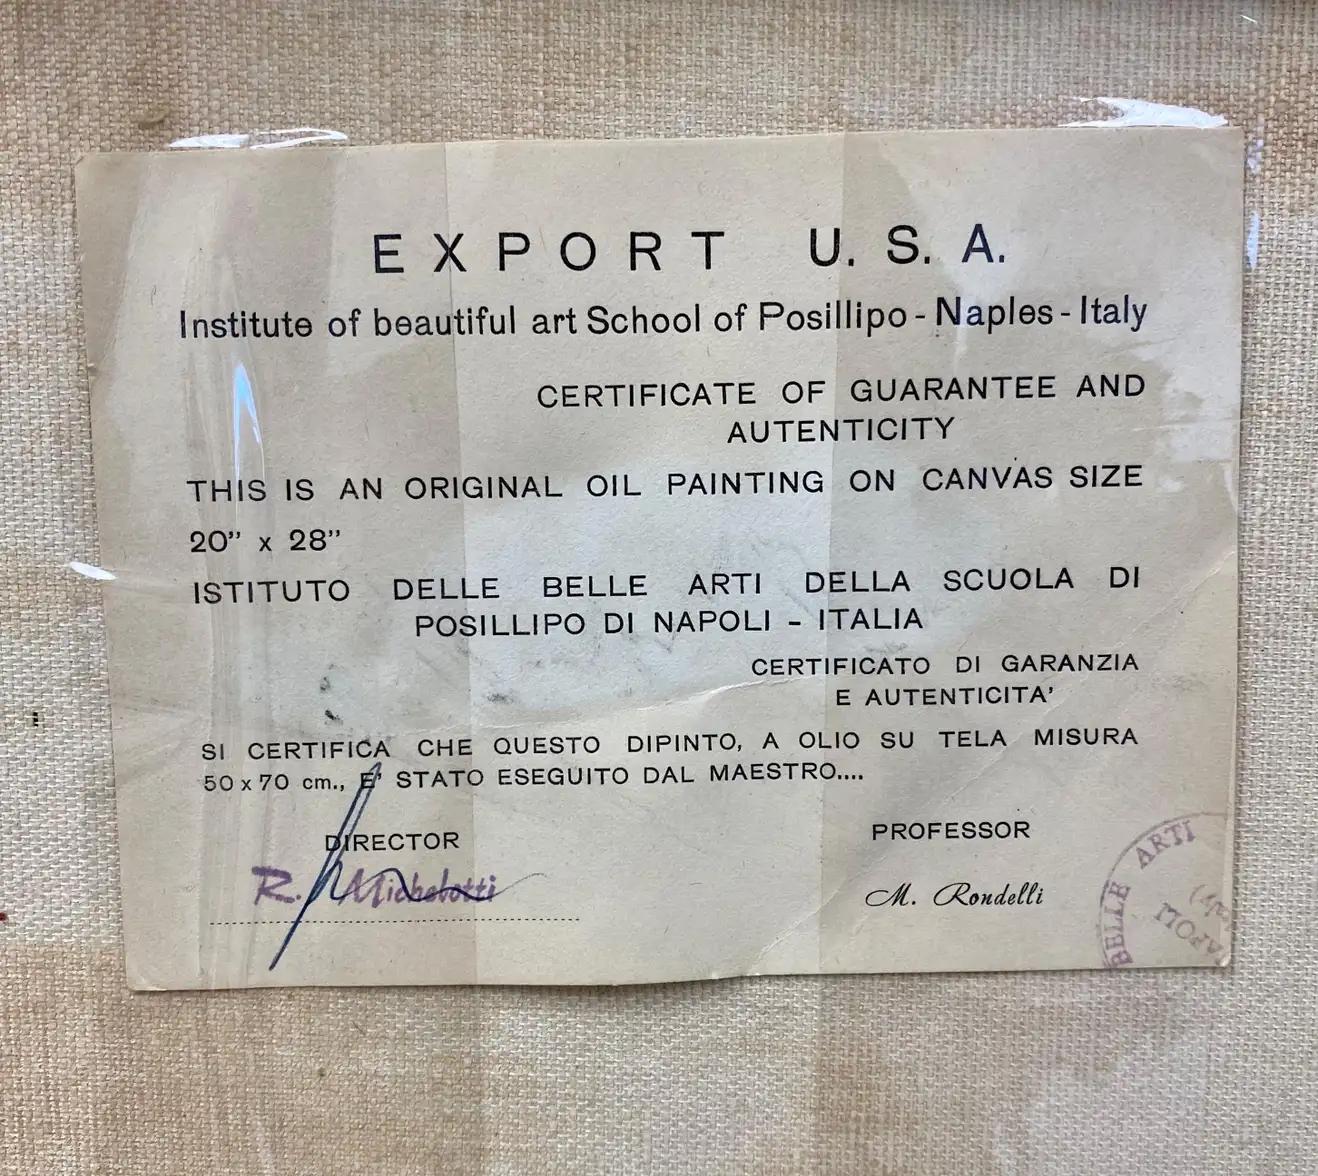 EXPORT U. S. A.
Institute of beautiful art School of Posillipo - Naples - Italy
CERTIFICATE OF GUARANTEE AND
AUTENTICITY
THIS IS AN ORIGINAL OIL PAINTING ON CANVAS SIZE
20" x 28"
ISTITUTO DELLE BELLE ARTI DELLA SCUOLA DI
POSILLIPO DI NAPOLI - ITALIA
CERTIFICATO DI GARANZIA
E AUTENTICITA'
SI CERTIFICA CHE QUESTO DIPINTO, A OLIO SU TELA MISURA
50 x 70 cm., E' STATO ESEGUITO DAL MAESTRO....
DIRECTOR
PROFESSOR
R. Michelotti
M. Rondelli
BELLE ARTI